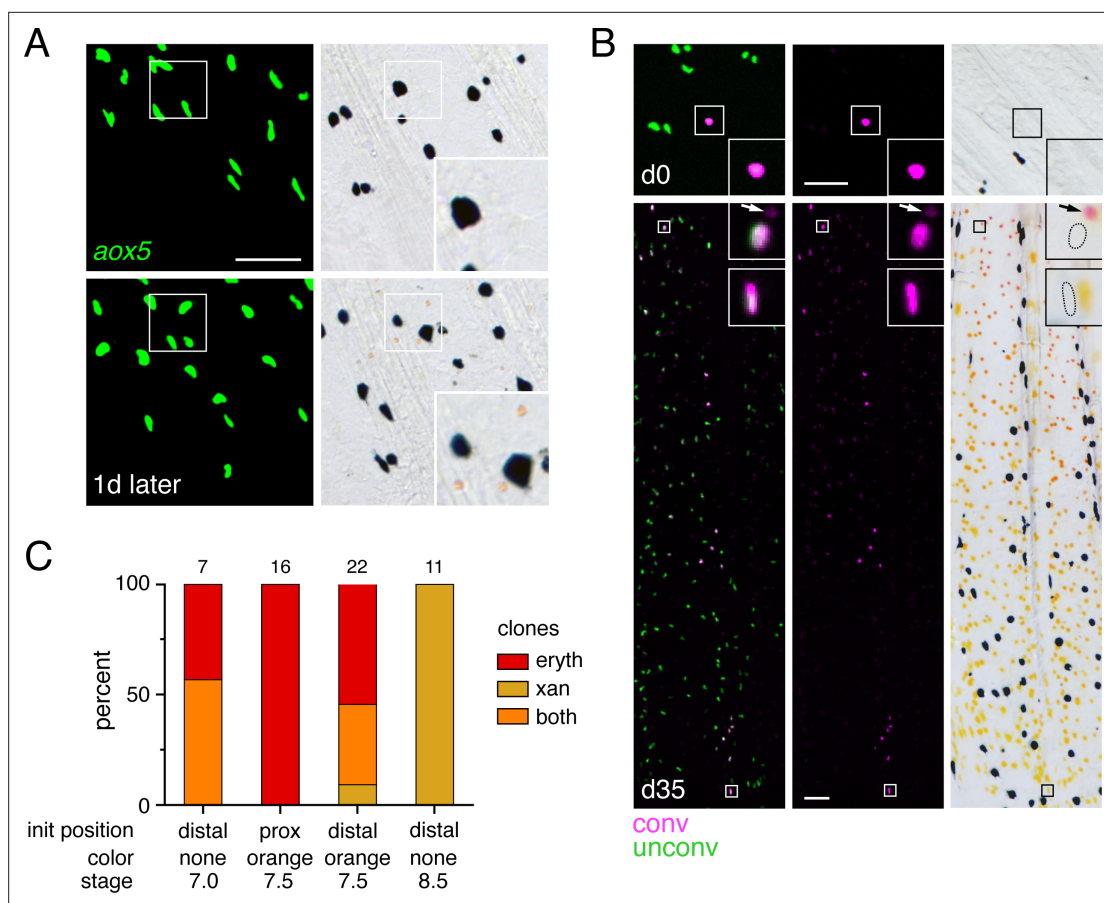 A
aox5
1d later
B
d0
d35
conv
unconv
C
7 16 22 11
100
50
0
percent
clones
eryth
xan
both
init position distal prox distal distal
color none orange orange none
stage 7.0 7.5 7.5 8.5